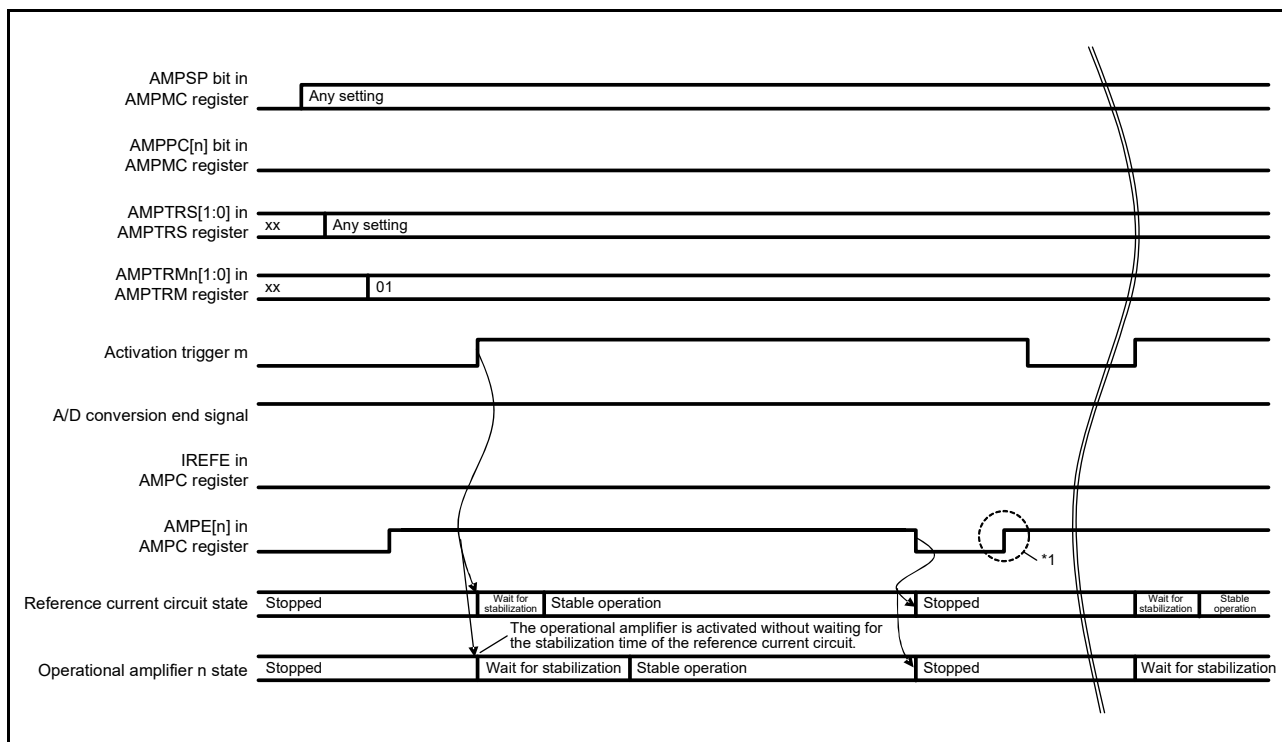 AMPSP bit in
AMPMC register
Any setting
AMPPC[n] bit in
AMPMC register
AMPTRS[1:0] in
AMPTRS register
xx
Any setting
AMPTRMn[1:0] in
AMPTRM register
xx
01
Activation trigger m
A/D conversion end signal
IREFE in
AMPC register
AMPE[n] in
AMPC register
*1
Reference current circuit state
Stopped
Wait for
stabilization
Stable operation
Stopped
Wait for
stabilization
Stable
operation
The operational amplifier is activated without waiting for
the stabilization time of the reference current circuit.
Operational amplifier n state
Stopped
Wait for stabilization
Stable operation
Stopped
Wait for stabilization